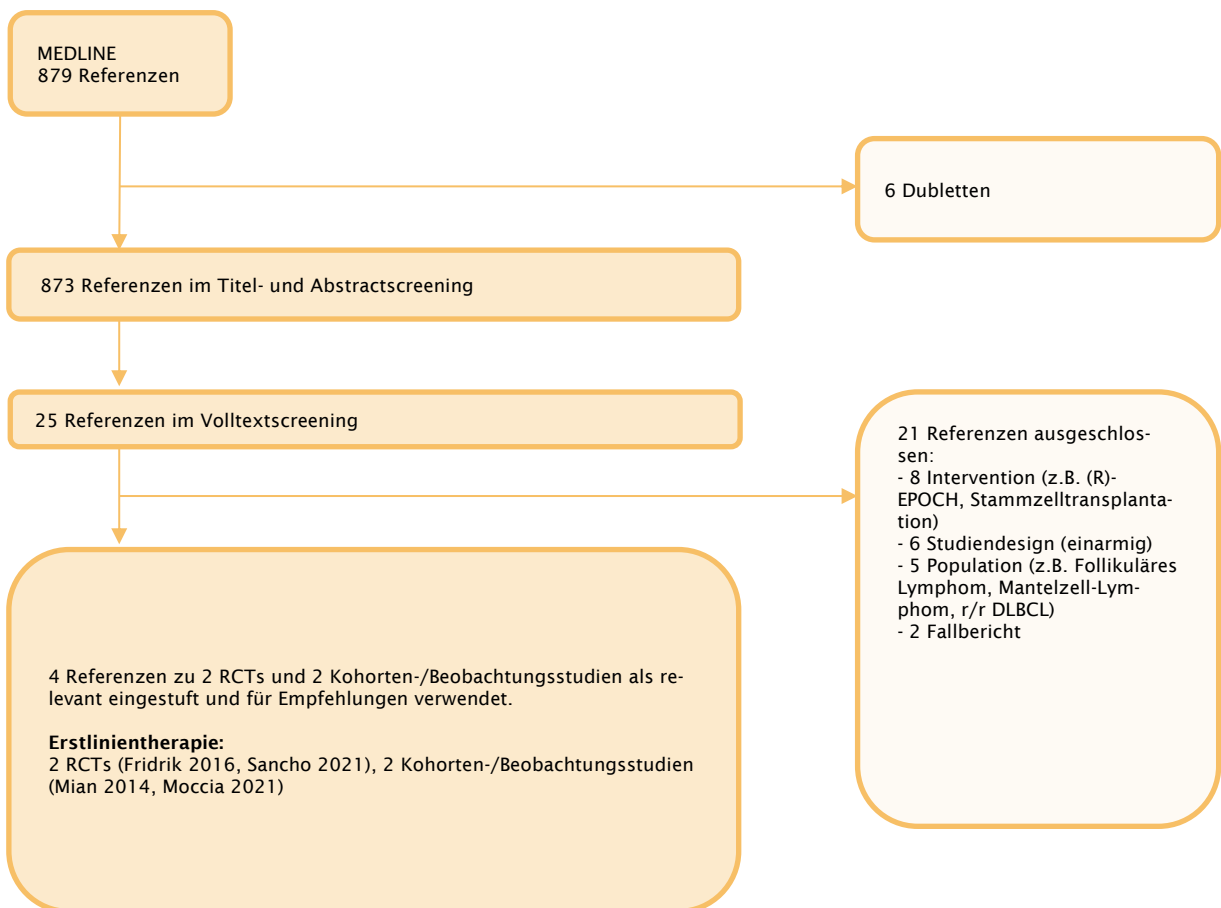 MEDLINE
879 Referenzen
6 Dubletten
873 Referenzen im Titel- und Abstractscreening
25 Referenzen im Volltextscreening
21 Referenzen ausgeschlos-
sen:
- 8 Intervention (z.B. (R)-
EPOCH, Stammzelltransplanta-
tion)
- 6 Studiendesign (einarmig)
- 5 Population (z.B. Follikuläres
Lymphom, Mantelzell-Lym-
phom, r/r DLBCL)
- 2 Fallbericht
4 Referenzen zu 2 RCTs und 2 Kohorten-/Beobachtungsstudien als re-
levant eingestuft und für Empfehlungen verwendet.
Erstlinientherapie:
2 RCTs (Fridrik 2016, Sancho 2021), 2 Kohorten-/Beobachtungsstudien
(Mian 2014, Moccia 2021)